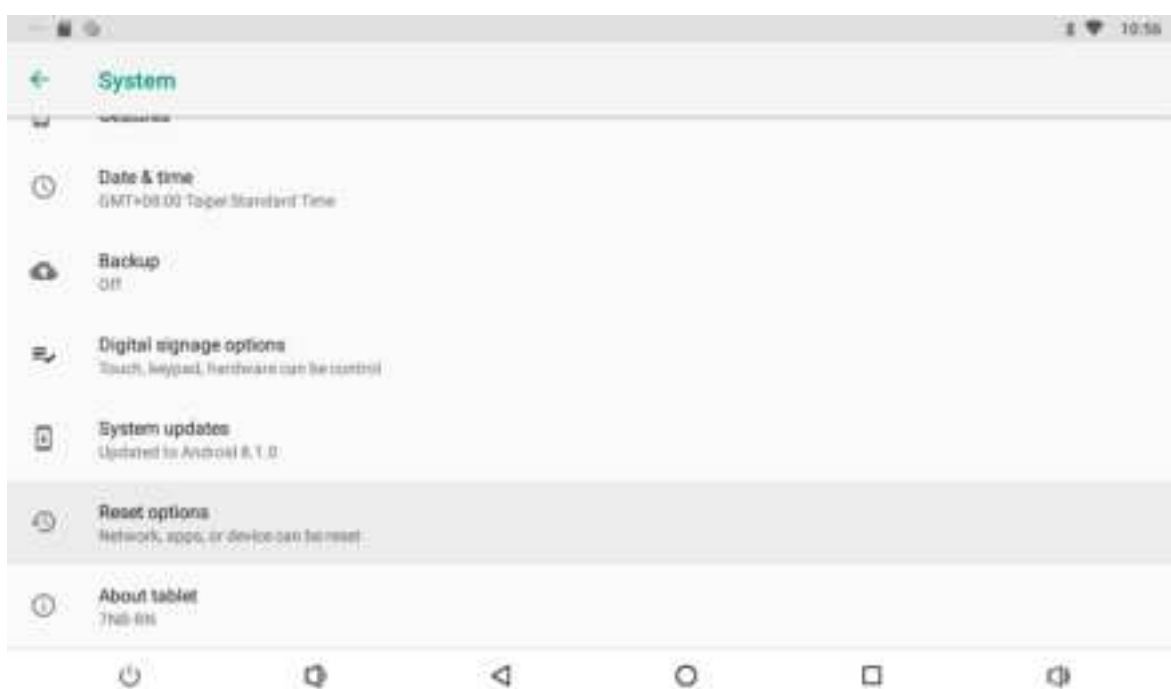 10:56
System
Gestures
Date & time
GMT+08:00 Taipei Standard Time
Backup
Off
Digital signage options
Touch, keypad, hardware can be control
System updates
Updated to Android 8.1.0
Reset options
Network, apps, or device can be reset
About tablet